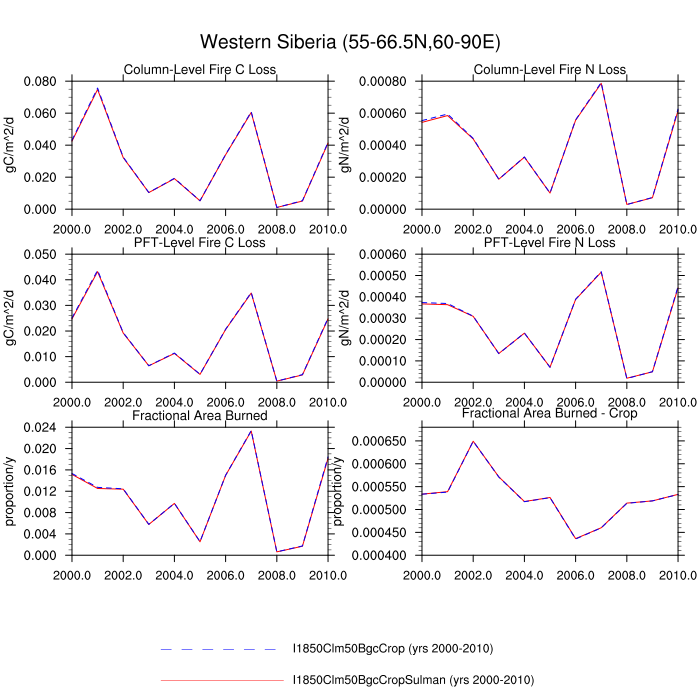 Western Siberia (55-66.5N,60-90E)
Column-Level Fire C Loss
gC/m^2/d
0.080
0.060
0.040
0.020
0.000
2000.0 2002.0 2004.0 2006.0 2008.0 2010.0
Column-Level Fire N Loss
gN/m^2/d
0.00080
0.00060
0.00040
0.00020
0.00000
2000.0 2002.0 2004.0 2006.0 2008.0 2010.0
PFT-Level Fire C Loss
gC/m^2/d
0.050
0.040
0.030
0.020
0.010
0.000
2000.0 2002.0 2004.0 2006.0 2008.0 2010.0
PFT-Level Fire N Loss
gN/m^2/d
0.00060
0.00050
0.00040
0.00030
0.00020
0.00010
0.00000
2000.0 2002.0 2004.0 2006.0 2008.0 2010.0
Fractional Area Burned
proportion/y
0.024
0.020
0.016
0.012
0.008
0.004
0.000
2000.0 2002.0 2004.0 2006.0 2008.0 2010.0
Fractional Area Burned - Crop
proportion/y
0.000650
0.000600
0.000550
0.000500
0.000450
0.000400
2000.0 2002.0 2004.0 2006.0 2008.0 2010.0
I1850Clm50BgcCrop (yrs 2000-2010)
I1850Clm50BgcCropSulman (yrs 2000-2010)